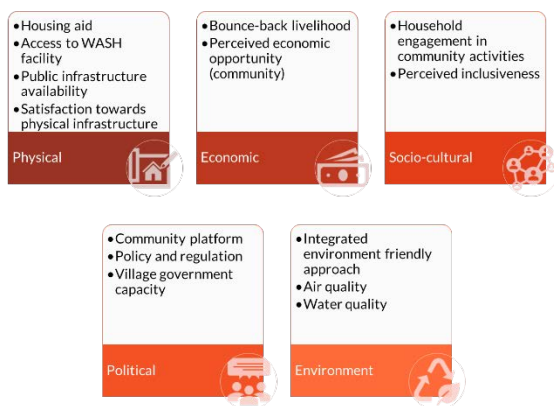 •Housing aid
•Access to WASH
facility
•Public infrastructure
availability
•Satisfaction towards
physical infrastructure
Physical
•Bounce-back livelihood
•Perceived economic
opportunity
(community)
Economic
•Household
engagement in
community activities
•Perceived inclusiveness
Socio-cultural
•Community platform
•Policy and regulation
•Village government
capacity
Political
•Integrated
environment friendly
approach
•Air quality
•Water quality
Environment